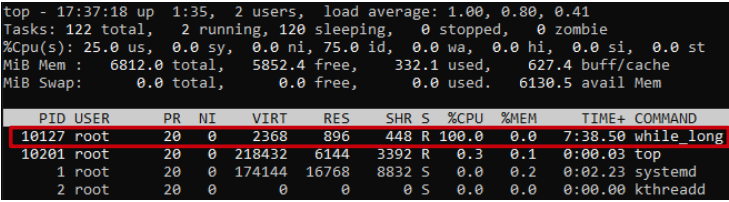 top - 17:37:18 up  1:35,  2 users,  load average: 1.00, 0.80, 0.41
Tasks: 122 total,   2 running, 120 sleeping,   0 stopped,   0 zombie
%Cpu(s): 25.0 us,  0.0 sy,  0.0 ni, 75.0 id,  0.0 wa,  0.0 hi,  0.0 si,  0.0 st
MiB Mem :   6812.0 total,   5852.4 free,    332.1 used,    627.4 buff/cache
MiB Swap:      0.0 total,      0.0 free,      0.0 used.   6130.5 avail Mem
PID USER      PR  NI    VIRT    RES    SHR S  %CPU  %MEM     TIME+ COMMAND
10127 root      20   0    2368    896    448 R 100.0   0.0   7:38.50 while_long
10201 root      20   0  218432   6144   3392 R   0.3   0.1   0:00.03 top
1 root      20   0  174144  16768   8832 S   0.0   0.2   0:02.23 systemd
2 root      20   0       0      0      0 S   0.0   0.0   0:00.00 kthreadd